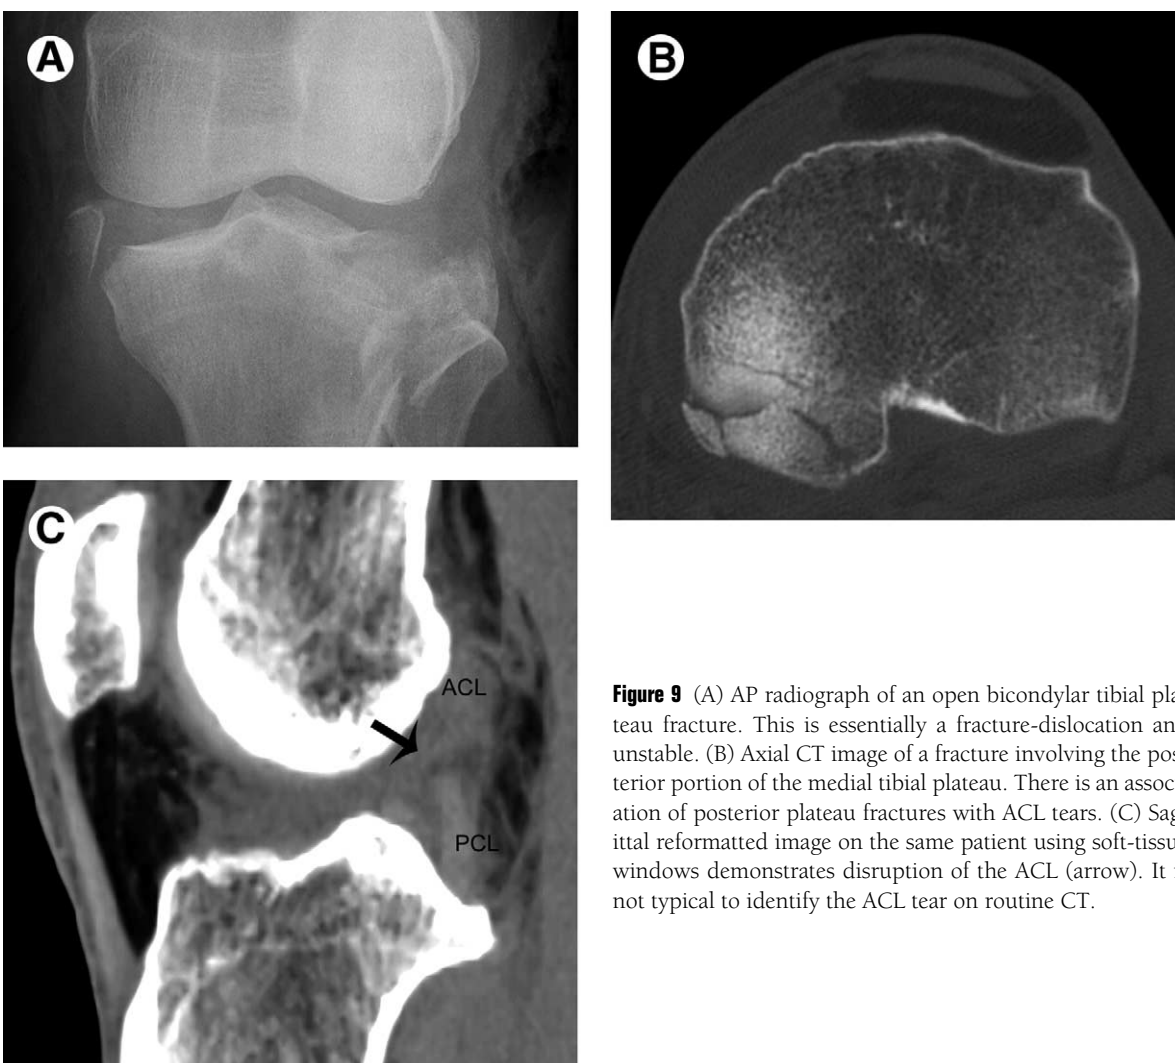 A
B
C
ACL
PCL
Figure 9 (A) AP radiograph of an open bicondylar tibial pla-
teau fracture. This is essentially a fracture-dislocation an
unstable. (B) Axial CT image of a fracture involving the pos
terior portion of the medial tibial plateau. There is an assoc
ation of posterior plateau fractures with ACL tears. (C) Sag
ittal reformatted image on the same patient using soft-tissu
windows demonstrates disruption of the ACL (arrow). It
not typical to identify the ACL tear on routine CT.